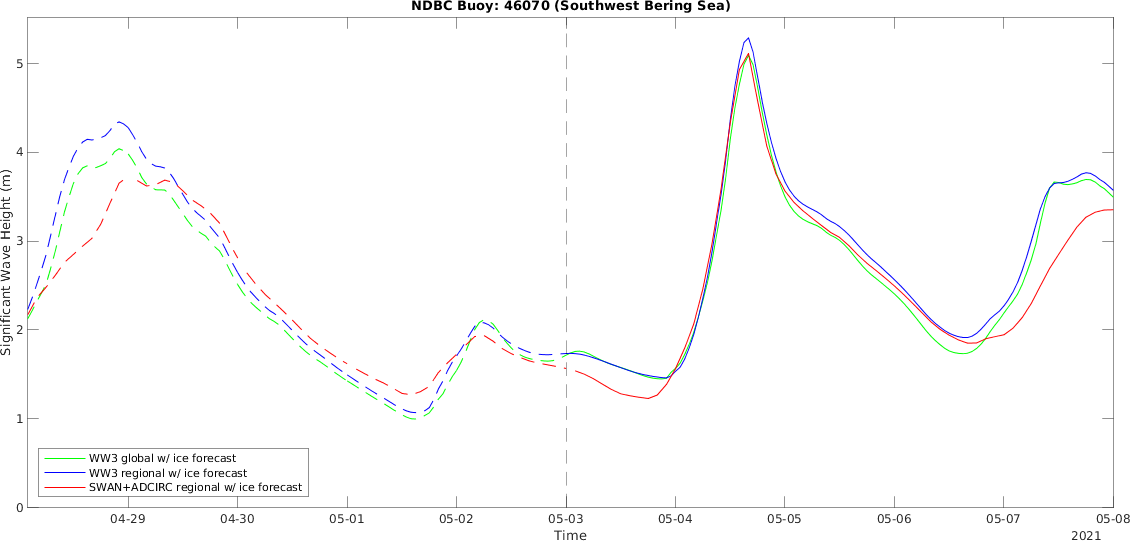 NDBC Buoy: 46070 (Southwest Bering Sea)
Significant Wave Height (m)
5
4
3
2
1
0
WW3 global w/ ice forecast
WW3 regional w/ ice forecast
SWAN+ADCIRC regional w/ ice forecast
04-29 04-30 05-01 05-02 05-03 05-04 05-05 05-06 05-07 05-08
Time
2021